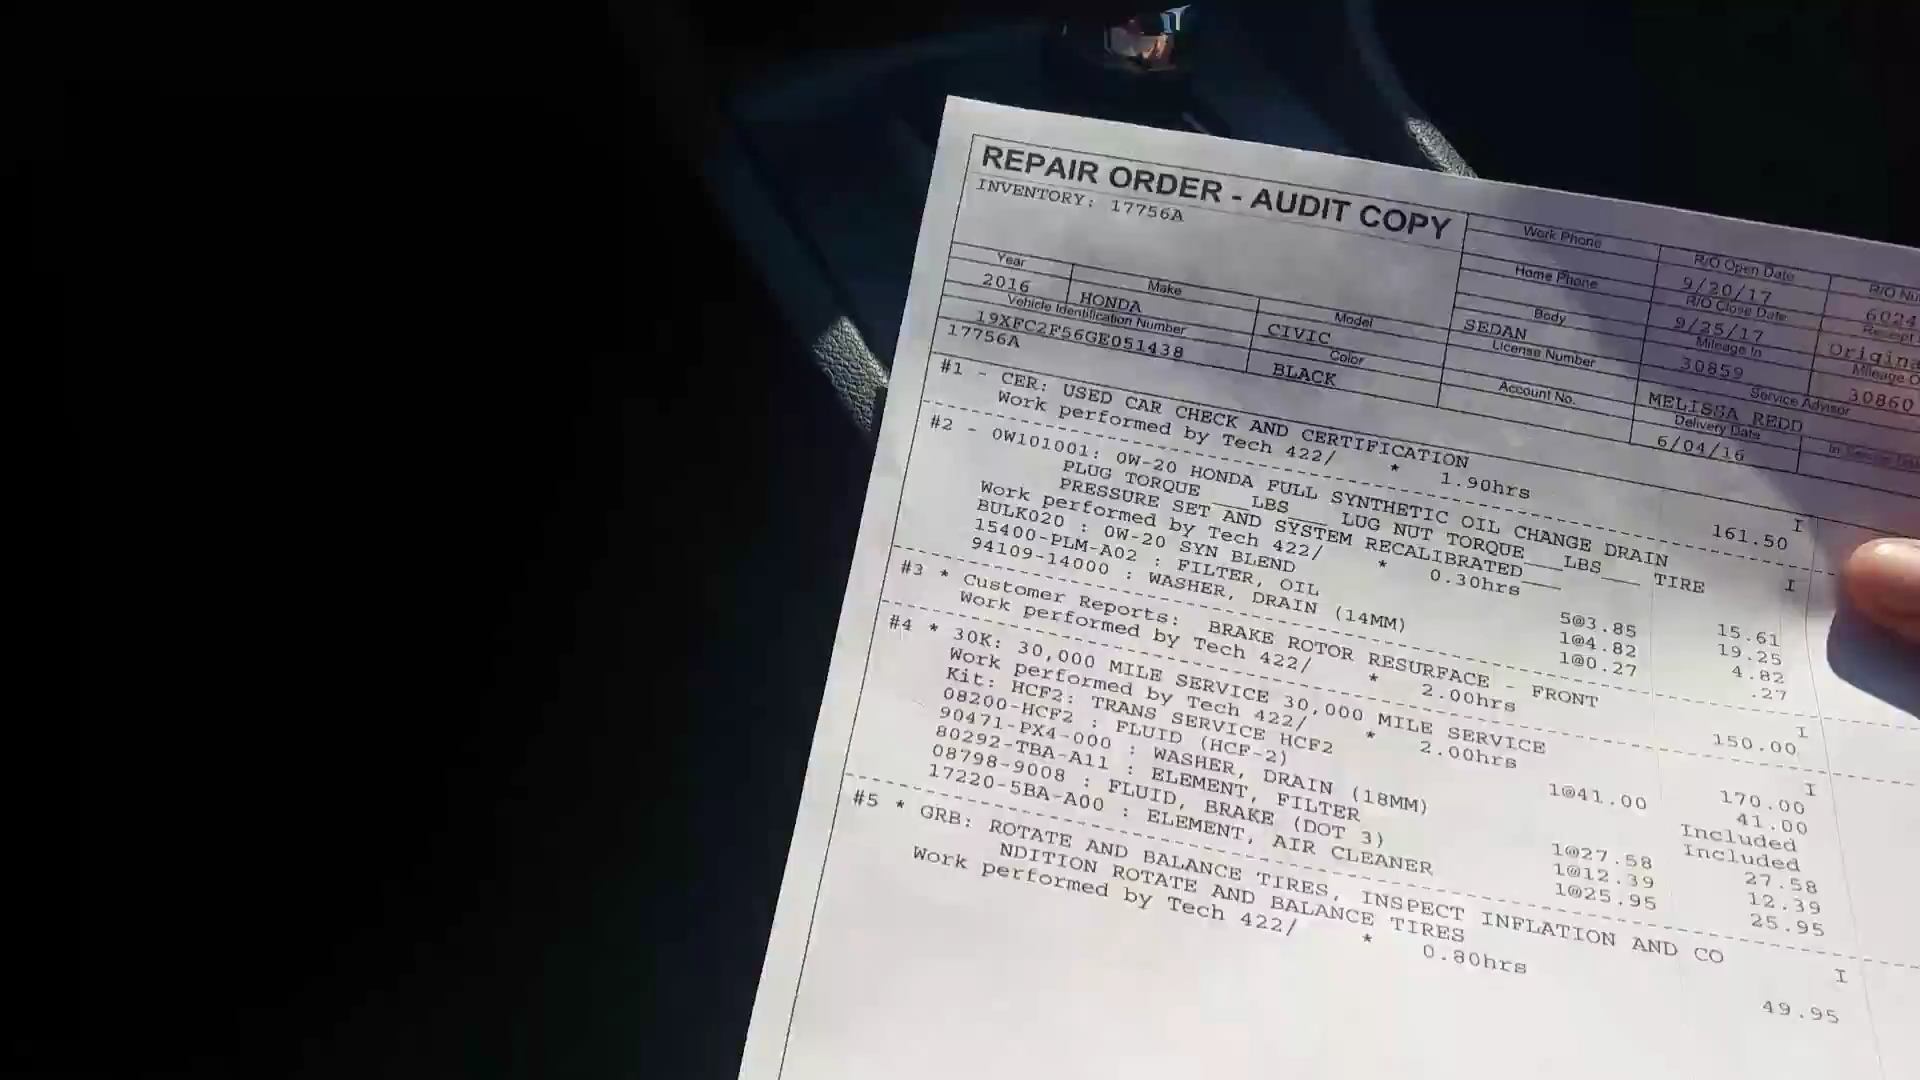 REPAIR ORDER - AUDIT COPY
INVENTORY: 17756A
Work Phone
R/O Open Date
9/20/17
Home Phone
R/O Close Date
6024
Year
Make
2016
HONDA
Model
Body
9/25/17
CIVIC
SEDAN
Mileage In
Vehicle Identification Number
Color
License Number
30859
19XFC2F56GE051438
BLACK
Account No.
Service Advisor
30860
17756A
MELISSA REDD
Delivery Date
6/04/16
#1 - CER: USED CAR CHECK AND CERTIFICATION
Work performed by Tech 422/ * 1.90hrs 161.50 I
#2 - 0W101001: 0W-20 HONDA FULL SYNTHETIC OIL CHANGE DRAIN
PLUG TORQUE ___LBS___ LUG NUT TORQUE ___LBS___ TIRE
PRESSURE SET AND SYSTEM RECALIBRATED___ I
Work performed by Tech 422/ * 0.30hrs 15.61
BULK020 : 0W-20 SYN BLEND 5@3.85 19.25
15400-PLM-A02 : FILTER, OIL 1@4.82 4.82
94109-14000 : WASHER, DRAIN (14MM) 1@0.27 .27
#3 * Customer Reports: BRAKE ROTOR RESURFACE - FRONT I
Work performed by Tech 422/ * 2.00hrs 150.00
#4 * 30K: 30,000 MILE SERVICE 30,000 MILE SERVICE I
Work performed by Tech 422/ * 2.00hrs 170.00
Kit: HCF2: TRANS SERVICE HCF2 1@41.00 41.00
08200-HCF2 : FLUID (HCF-2) Included
90471-PX4-000 : WASHER, DRAIN (18MM) Included
80292-TBA-A11 : ELEMENT, FILTER 1@27.58 27.58
08798-9008 : FLUID, BRAKE (DOT 3) 1@12.39 12.39
17220-5BA-A00 : ELEMENT, AIR CLEANER 1@25.95 25.95
#5 * GRB: ROTATE AND BALANCE TIRES, INSPECT INFLATION AND CO
NDITION ROTATE AND BALANCE TIRES I
Work performed by Tech 422/ * 0.80hrs 49.95